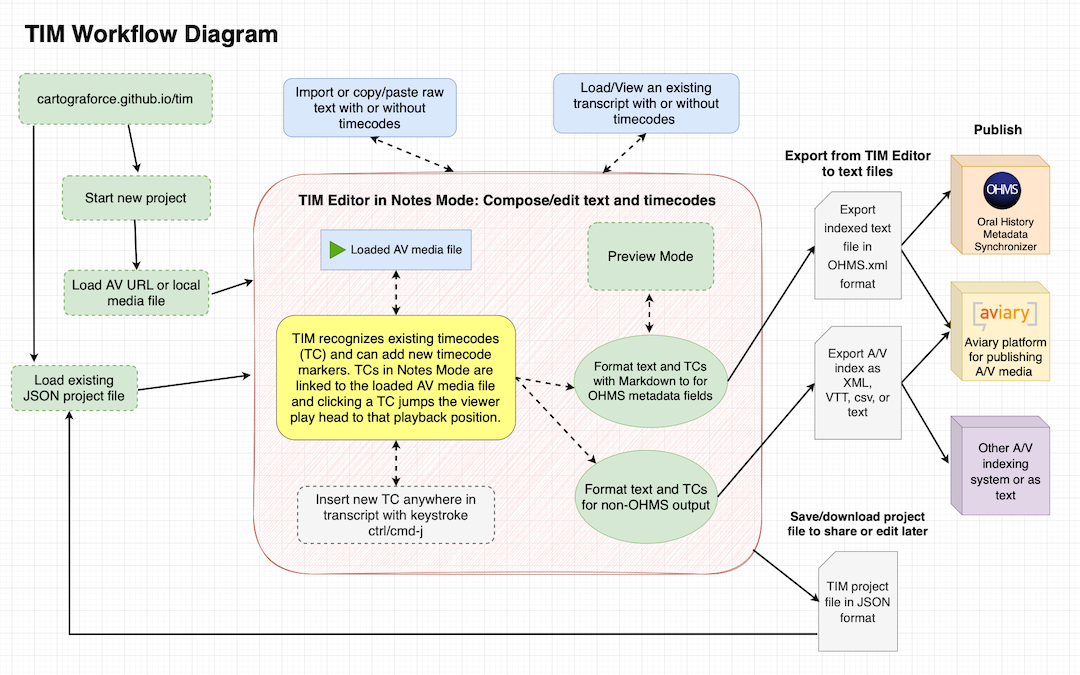 TIM Workflow Diagram
cartograforce.github.io/tim
Start new project
Load AV URL or local
media file
Load existing
JSON project file
Import or copy/paste raw
text with or without
timecodes
Load/View an existing
transcript with or without
timecodes
TIM Editor in Notes Mode: Compose/edit text and timecodes
Loaded AV media file
Preview Mode
TIM recognizes existing timecodes
(TC) and can add new timecode
markers. TCs in Notes Mode are
linked to the loaded AV media file
and clicking a TC jumps the viewer
play head to that playback position.
Format text and TCs
with Markdown to for
OHMS metadata fields
Insert new TC anywhere in
transcript with keystroke
ctrl/cmd-j
Format text and TCs
for non-OHMS output
Export from TIM Editor
to text files
Export
indexed text
file in
OHMS.xml
format
Export A/V
index as
XML,
VTT, csv, or
text
Save/download project
file to share or edit later
TIM project
file in JSON
format
Publish
OHMS
Oral History
Metadata
Synchronizer
aviary
Aviary platform
for publishing
A/V media
Other A/V
indexing
system or as
text